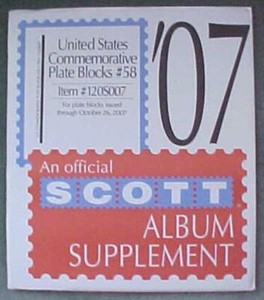 United States
Commemorative
Plate Blocks #58
Item #120S007
For plate blocks issued
through October 26, 2007
'07
An official
SCOTT
ALBUM
SUPPLEMENT